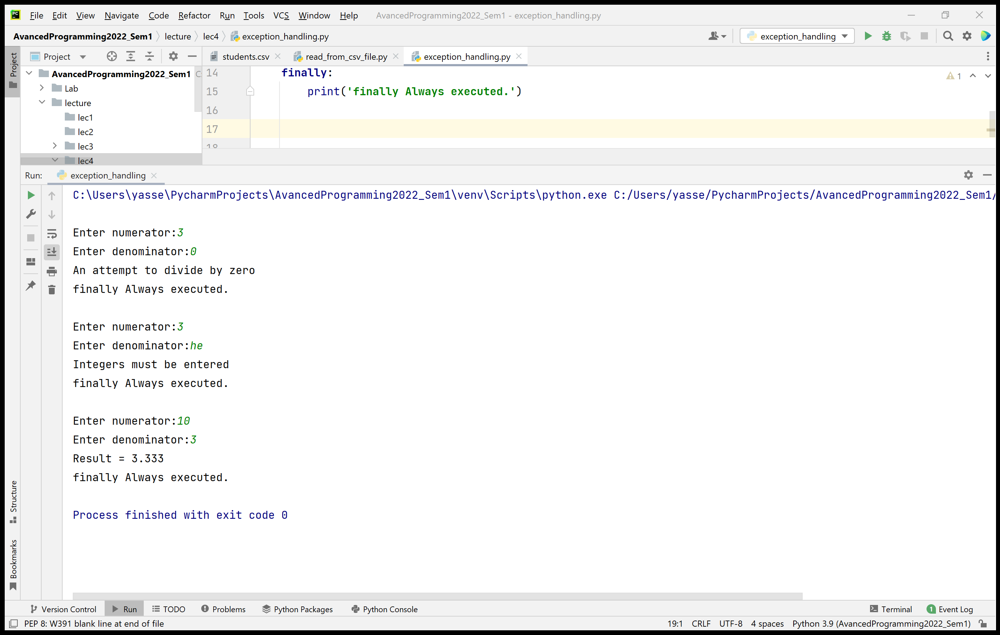 PC File Edit View Navigate Code Refactor Run Tools VCS Window Help AvancedProgramming2022_Sem1 - exception_handling.py
AvancedProgramming2022_Sem1 lecture lec4 exception_handling.py exception_handling
Project
Project students.csv read_from_csv_file.py exception_handling.py
AvancedProgramming2022_Sem1 C:
Lab
lecture
lec1
lec2
lec3
lec4
14 finally:
1
15 print('finally Always executed.')
16
17
18
Run: exception_handling
C:\Users\yasse\PycharmProjects\AvancedProgramming2022_Sem1\venv\Scripts\python.exe C:/Users/yasse/PycharmProjects/AvancedProgramming2022_Sem1/
Enter numerator:3
Enter denominator:0
An attempt to divide by zero
finally Always executed.
Enter numerator:3
Enter denominator:he
Integers must be entered
finally Always executed.
Enter numerator:10
Enter denominator:3
Result = 3.333
finally Always executed.
Process finished with exit code 0
Structure
Bookmarks
Version Control Run TODO Problems Python Packages Python Console Terminal 1 Event Log
PEP 8: W391 blank line at end of file 19:1 CRLF UTF-8 4 spaces Python 3.9 (AvancedProgramming2022_Sem1)